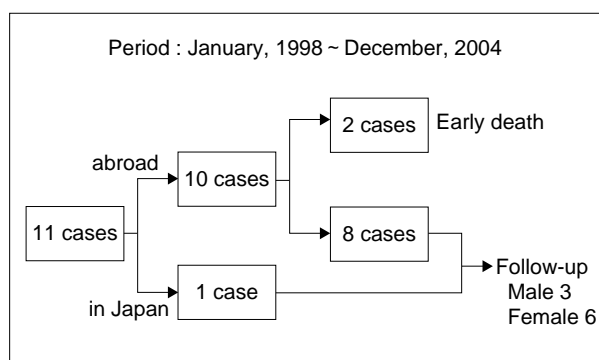 Period : January, 1998 ~ December, 2004
2 cases
Early death
abroad
10 cases
11 cases
8 cases
in Japan
1 case
Follow-up
Male 3
Female 6